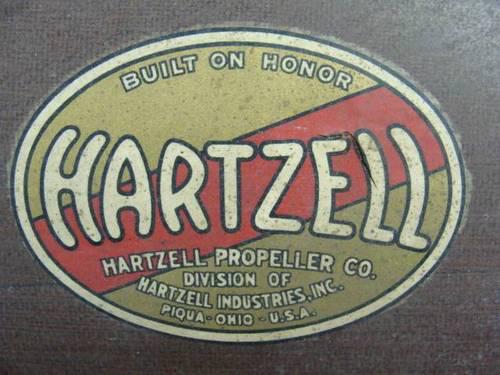 BUILT ON HONOR
HARTZELL
HARTZELL PROPELLER CO.
DIVISION OF
HARTZELL INDUSTRIES, INC.
PIQUA - OHIO - U.S.A.